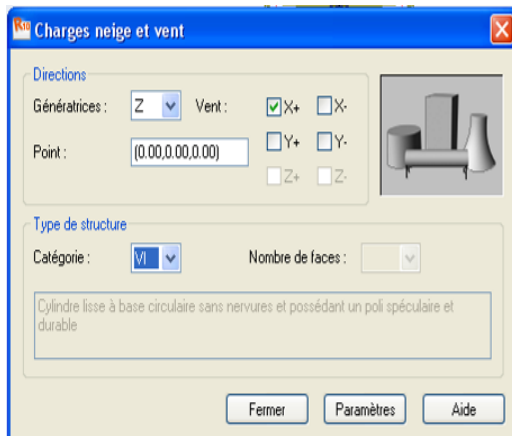 Charges neige et vent
Directions
Génératrices : Z Vent : X+ X-
Point : (0.00,0.00,0.00) Y+ Y-
Z+ Z-
Type de structure
Catégorie : VI Nombre de faces :
Cylindre lisse à base circulaire sans nervures et possédant un poli spéculaire et
durable
Fermer Paramètres Aide